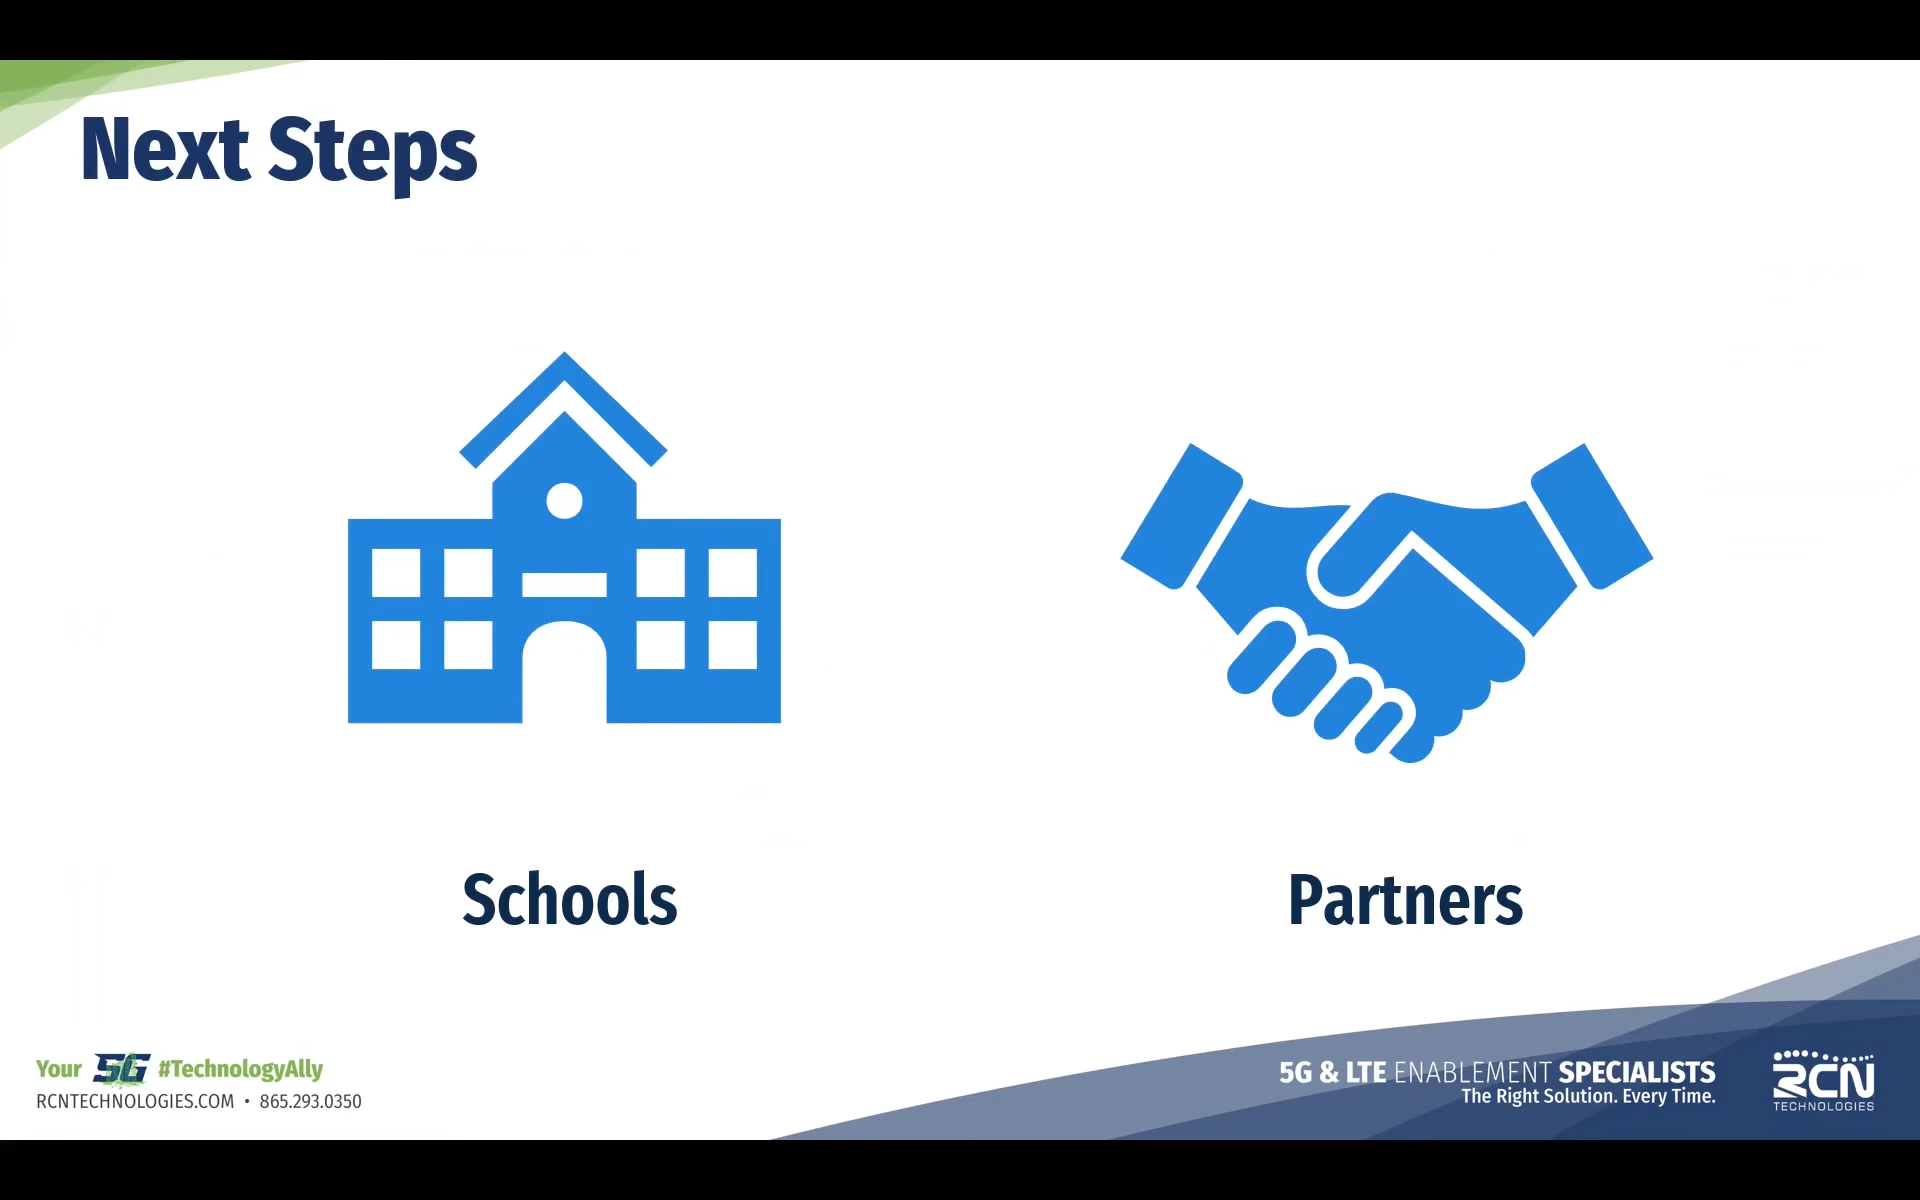 Next Steps
Schools
Partners
Your 5G #TechnologyAlly
RCNTECHNOLOGIES.COM • 865.293.0350
5G & LTE ENABLEMENT SPECIALISTS
The Right Solution. Every Time.
RCN
TECHNOLOGIES